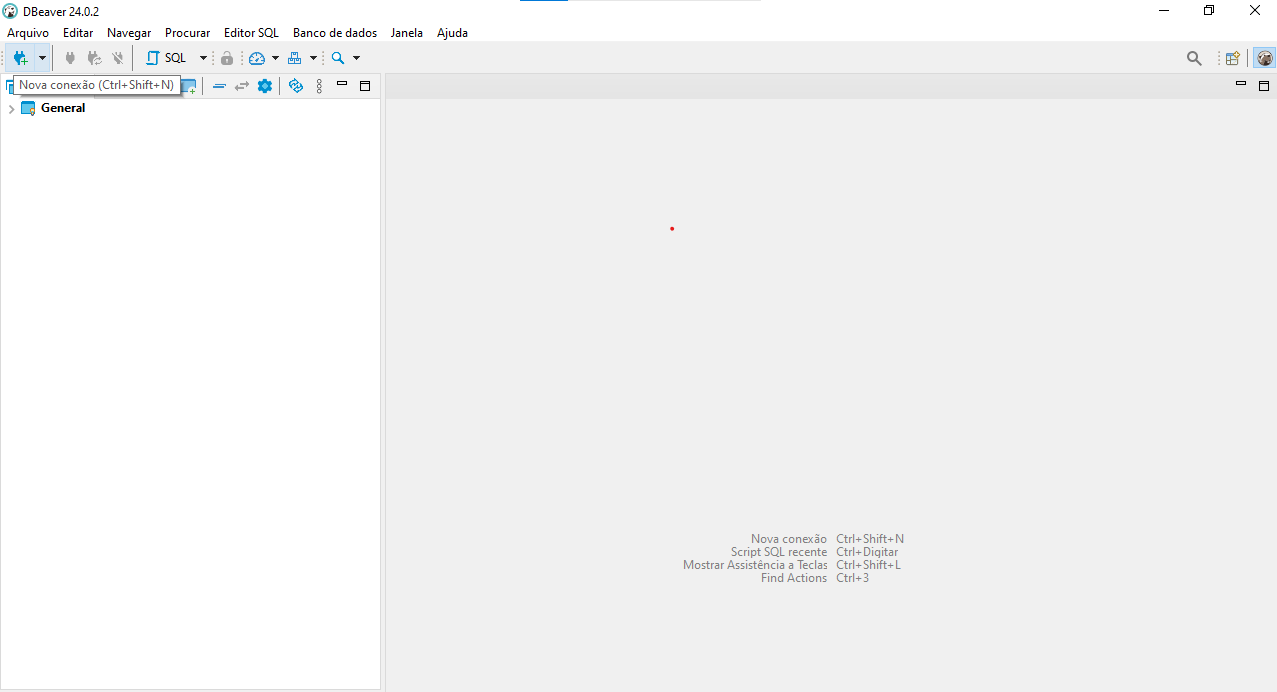 DBeaver 24.0.2
Arquivo Editar Navegar Procurar Editor SQL Banco de dados Janela Ajuda
SQL
Nova conexão (Ctrl+Shift+N)
General
Nova conexão Ctrl+Shift+N
Script SQL recente Ctrl+Digitar
Mostrar Assistência a Teclas Ctrl+Shift+L
Find Actions Ctrl+3